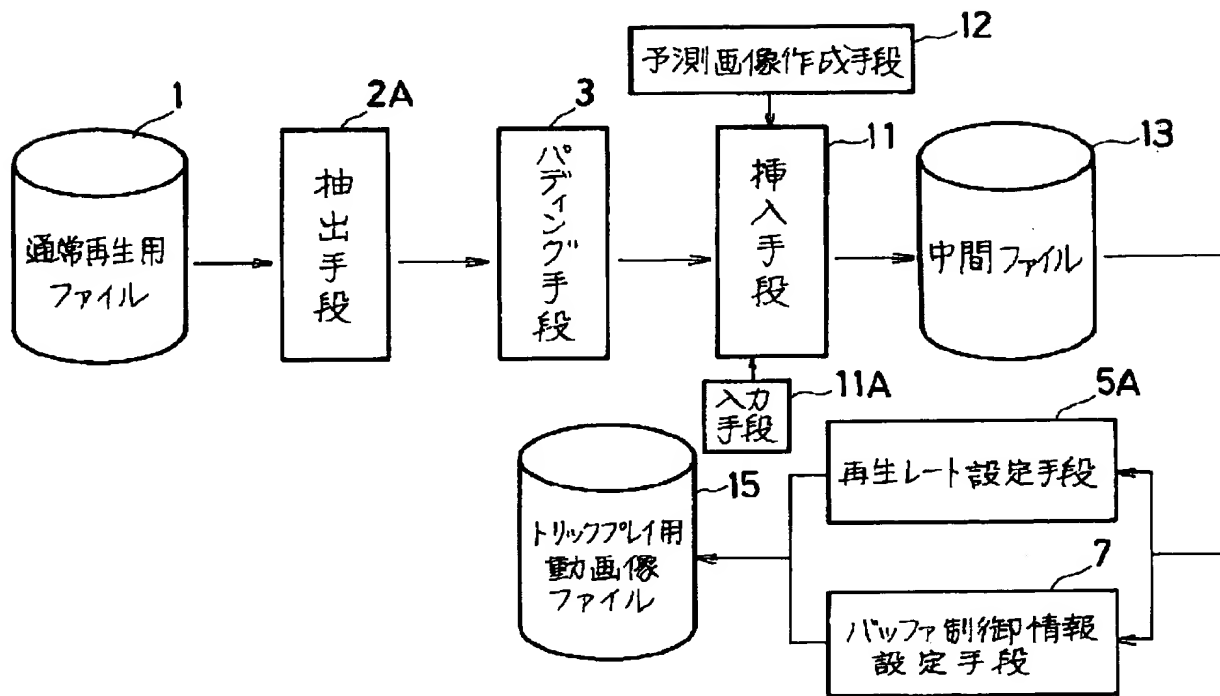 1
通常再生用
ファイル
2A
抽出手段
3
パディング手段
12
予測画像作成手段
11
挿入手段
11A
入力
手段
13
中間ファイル
5A
再生レート設定手段
7
バッファ制御情報
設定手段
15
トリックプレイ用
動画像
ファイル